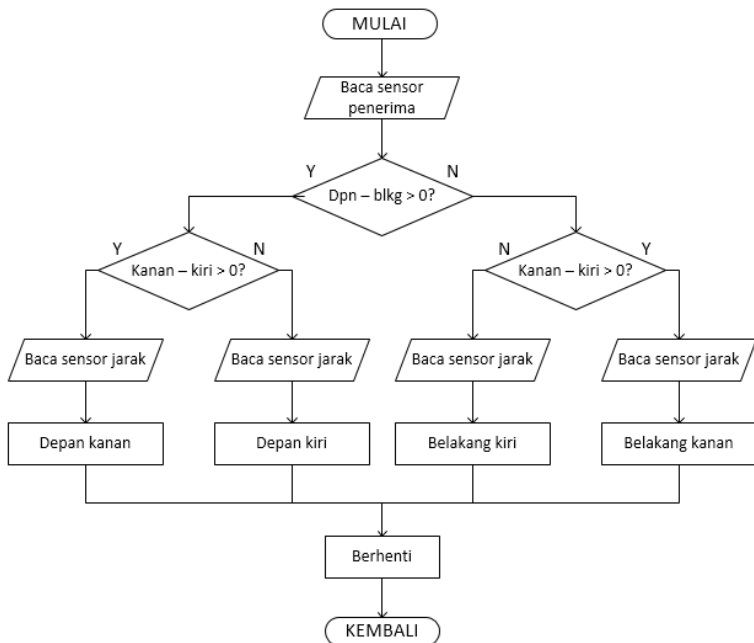 MULAI
Baca sensor
penerima
Y
N
Dpn – blkg > 0?
Y
N
N
Y
Kanan – kiri > 0?
Kanan – kiri > 0?
Baca sensor jarak
Baca sensor jarak
Baca sensor jarak
Baca sensor jarak
Depan kanan
Depan kiri
Belakang kiri
Belakang kanan
Berhenti
KEMBALI